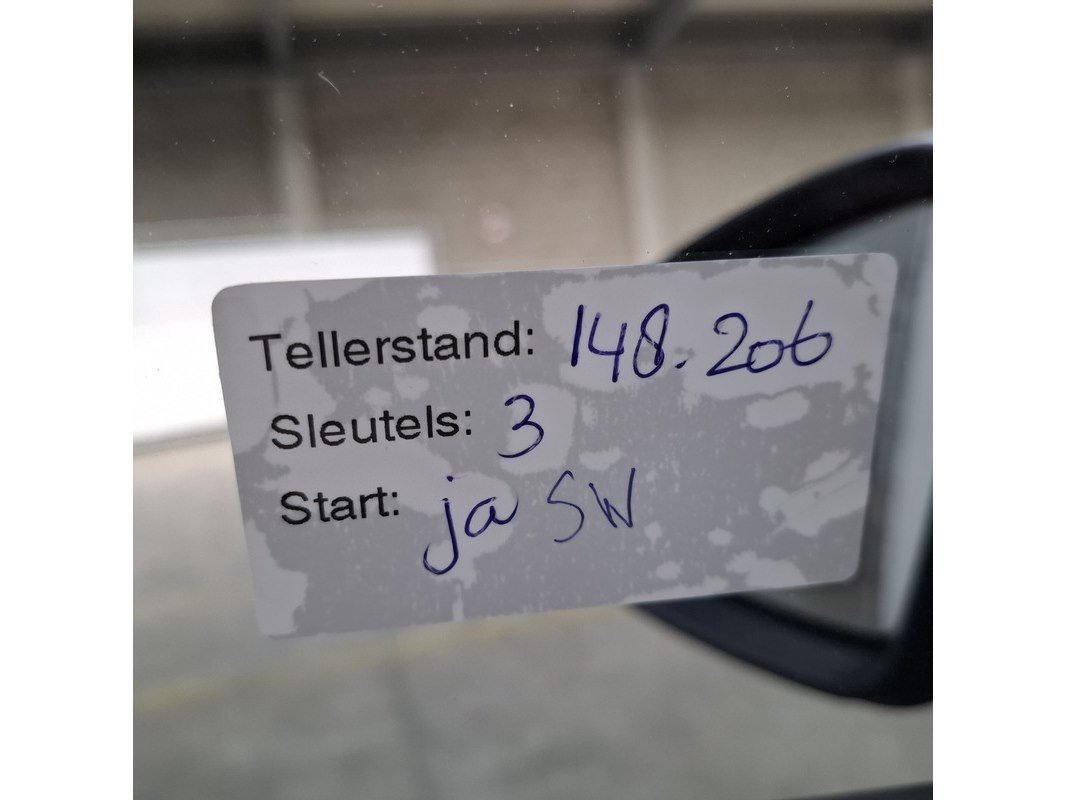 Tellerstand: 148.206
Sleutels: 3
Start: ja SW